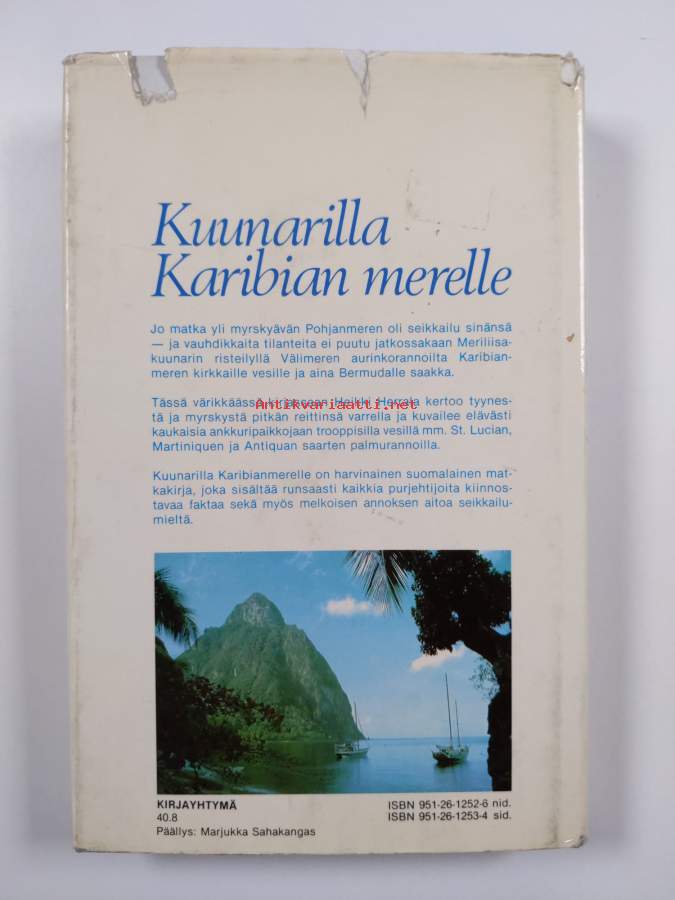 Kuunarilla
Karibian merelle
Jo matka yli myrskyävän Pohjanmeren oli seikkailu sinänsä
— ja vauhdikkaita tilanteita ei puutu jatkossakaan Meriliisa-
kuunarin risteilyllä Välimeren aurinkorannoilta Karibian-
meren kirkkaille vesille ja aina Bermudalle saakka.
Tässä värikkäässä kirjassaan Heikki Herrala kertoo tyynes-
Antikvariaatti.net
tä ja myrskystä pitkän reittinsä varrella ja kuvailee elävästi
kaukaisia ankkuripaikkojaan trooppisilla vesillä mm. St. Lucian,
Martiniquen ja Antiquan saarten palmurannoilla.
Kuunarilla Karibianmerelle on harvinainen suomalainen mat-
kakirja, joka sisältää runsaasti kaikkia purjehtijoita kiinnos-
tavaa faktaa sekä myös melkoisen annoksen aitoa seikkailu-
mieltä.
KIRJAYHTYMÄ
40.8
Päällys: Marjukka Sahakangas
ISBN 951-26-1252-6 nid.
ISBN 951-26-1253-4 sid.